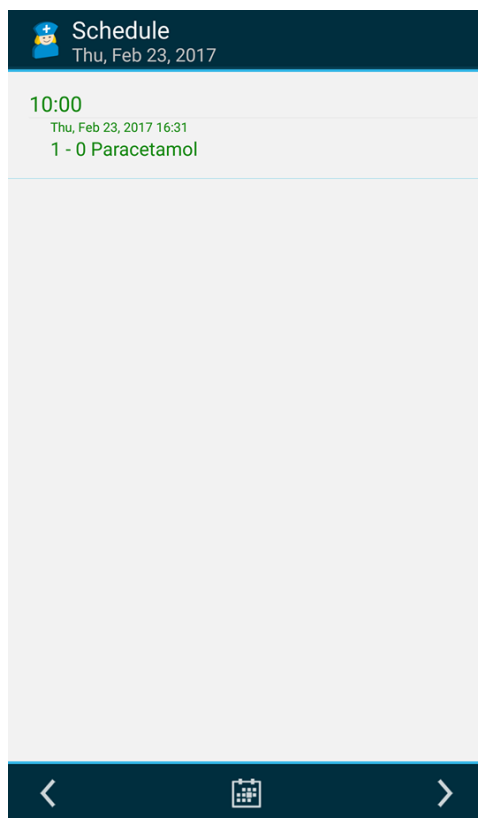 Schedule
Thu, Feb 23, 2017
10:00
Thu, Feb 23, 2017 16:31
1 - 0 Paracetamol